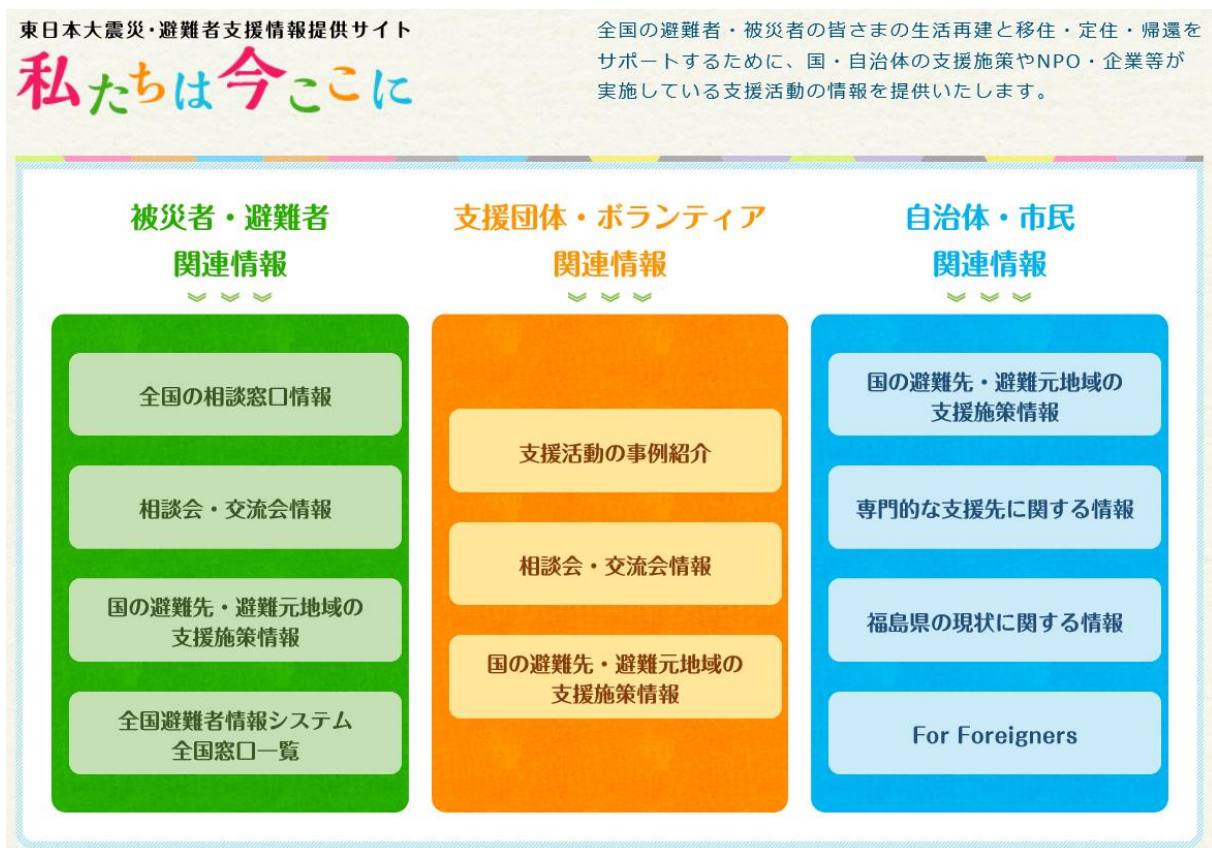 東日本大震災・避難者支援情報提供サイト
私たちは今ここに
全国の避難者・被災者の皆さまの生活再建と移住・定住・帰還を
サポートするために、国・自治体の支援施策やNPO・企業等が
実施している支援活動の情報を提供いたします。
被災者・避難者
関連情報
全国の相談窓口情報
相談会・交流会情報
国の避難先・避難元地域の
支援施策情報
全国避難者情報システム
全国窓口一覧
支援団体・ボランティア
関連情報
支援活動の事例紹介
相談会・交流会情報
国の避難先・避難元地域の
支援施策情報
自治体・市民
関連情報
国の避難先・避難元地域の
支援施策情報
専門的な支援先に関する情報
福島県の現状に関する情報
For Foreigners